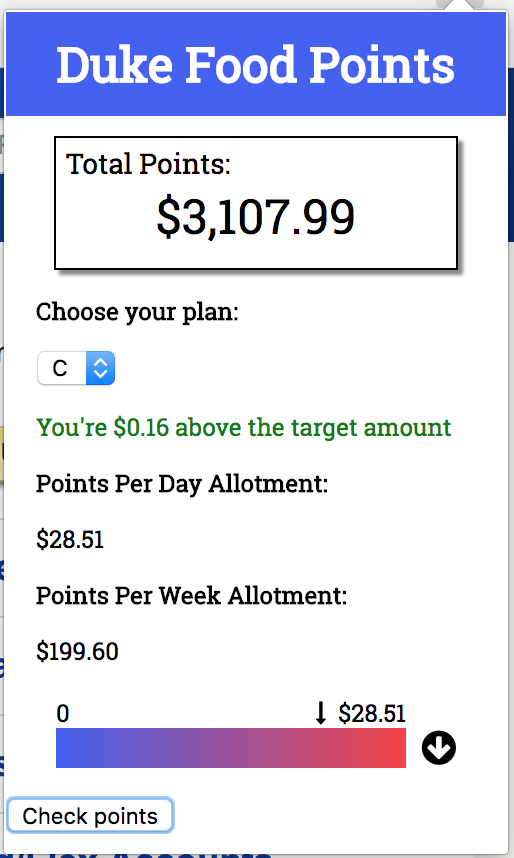 Duke Food Points
Total Points:
$3,107.99
Choose your plan:
C
You're $0.16 above the target amount
Points Per Day Allotment:
$28.51
Points Per Week Allotment:
$199.60
0 ↓ $28.51
Check points